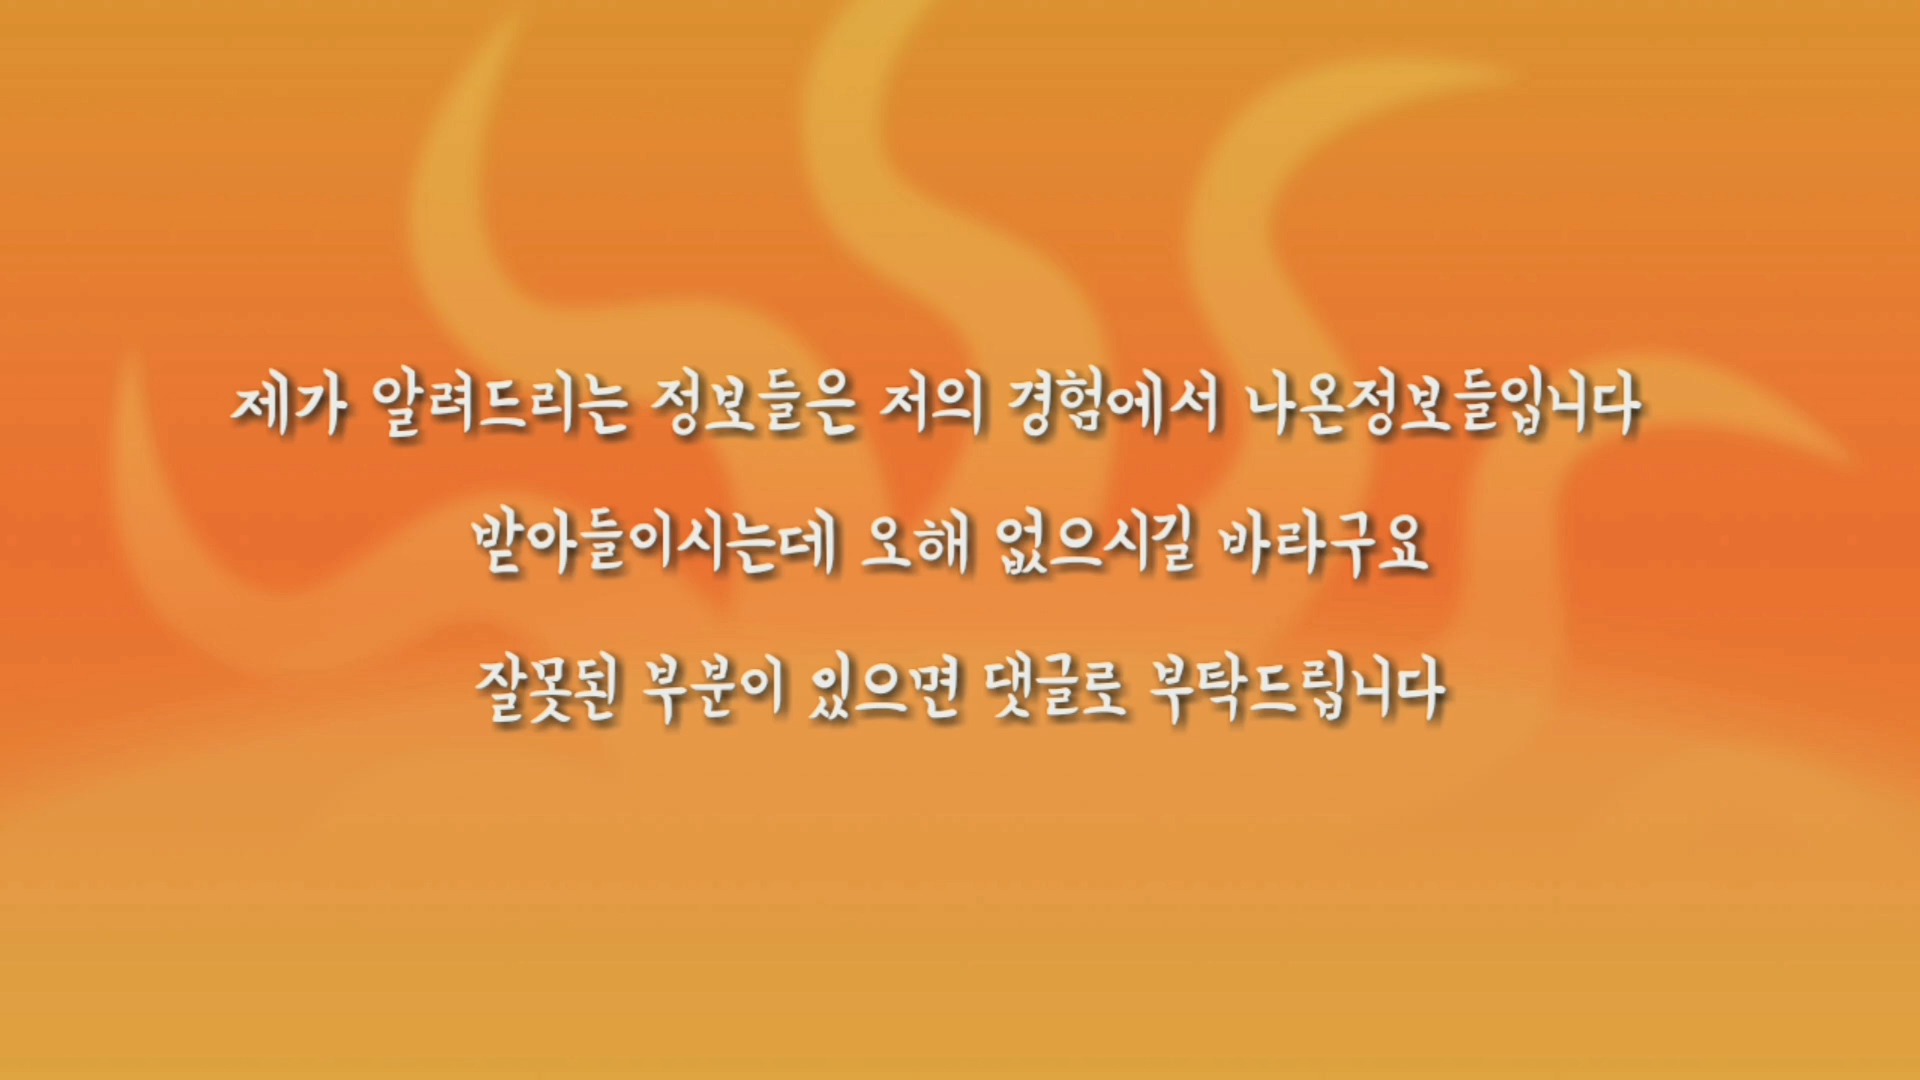 제가 알려드리는 정보들은 저의 경험에서 나온정보들입니다
받아들이시는데 오해 없으시길 바라구요
잘못된 부분이 있으면 댓글로 부탁드립니다